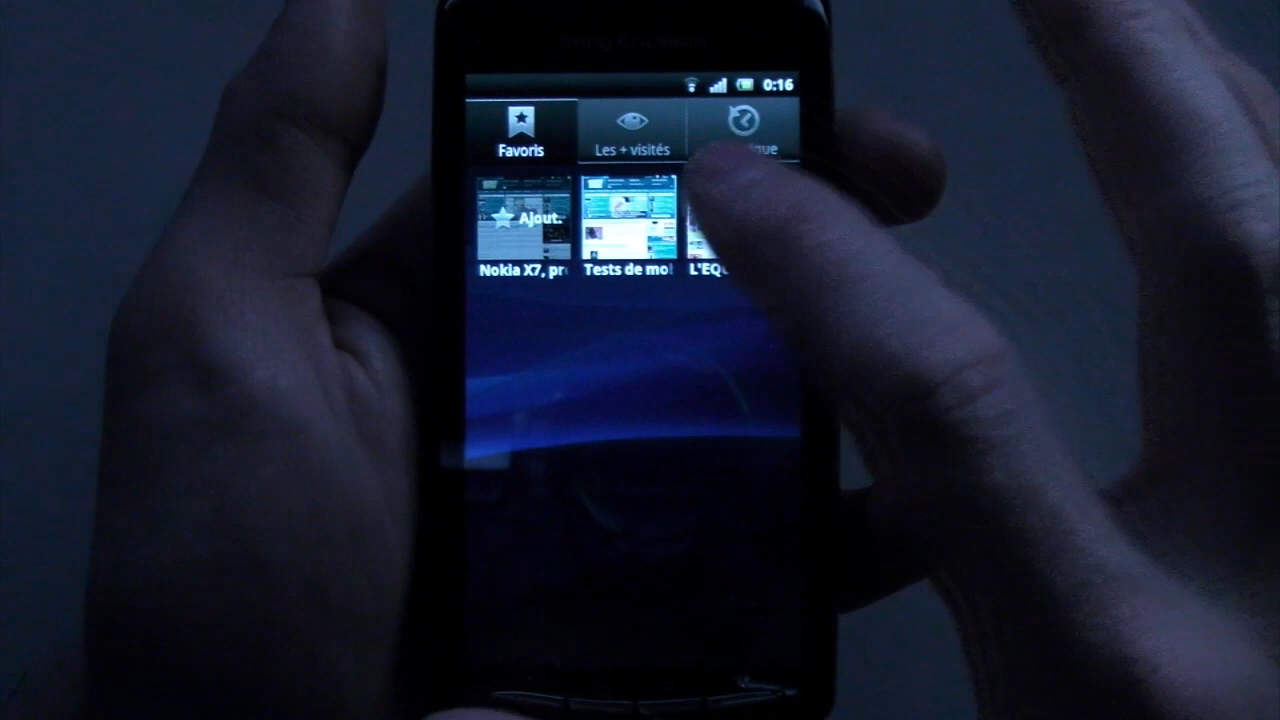 0:16
Favoris
Les + visités
Ajout.
Nokia X7, pr
Tests de mo
L'EQ